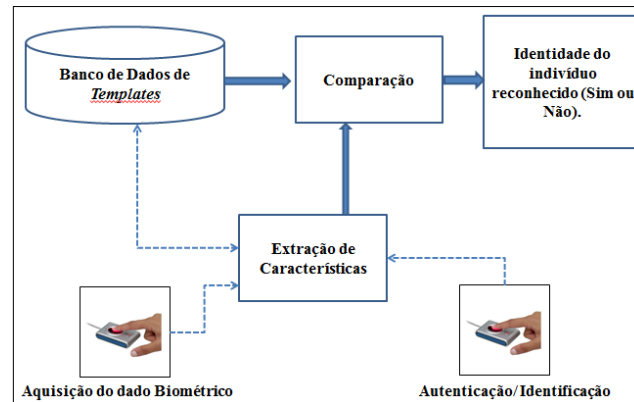 Banco de Dados de
Templates
Comparação
Identidade do
indivíduo
reconhecido (Sim ou
Não).
Extração de
Características
Aquisição do dado Biométrico
Autenticação/Identificação